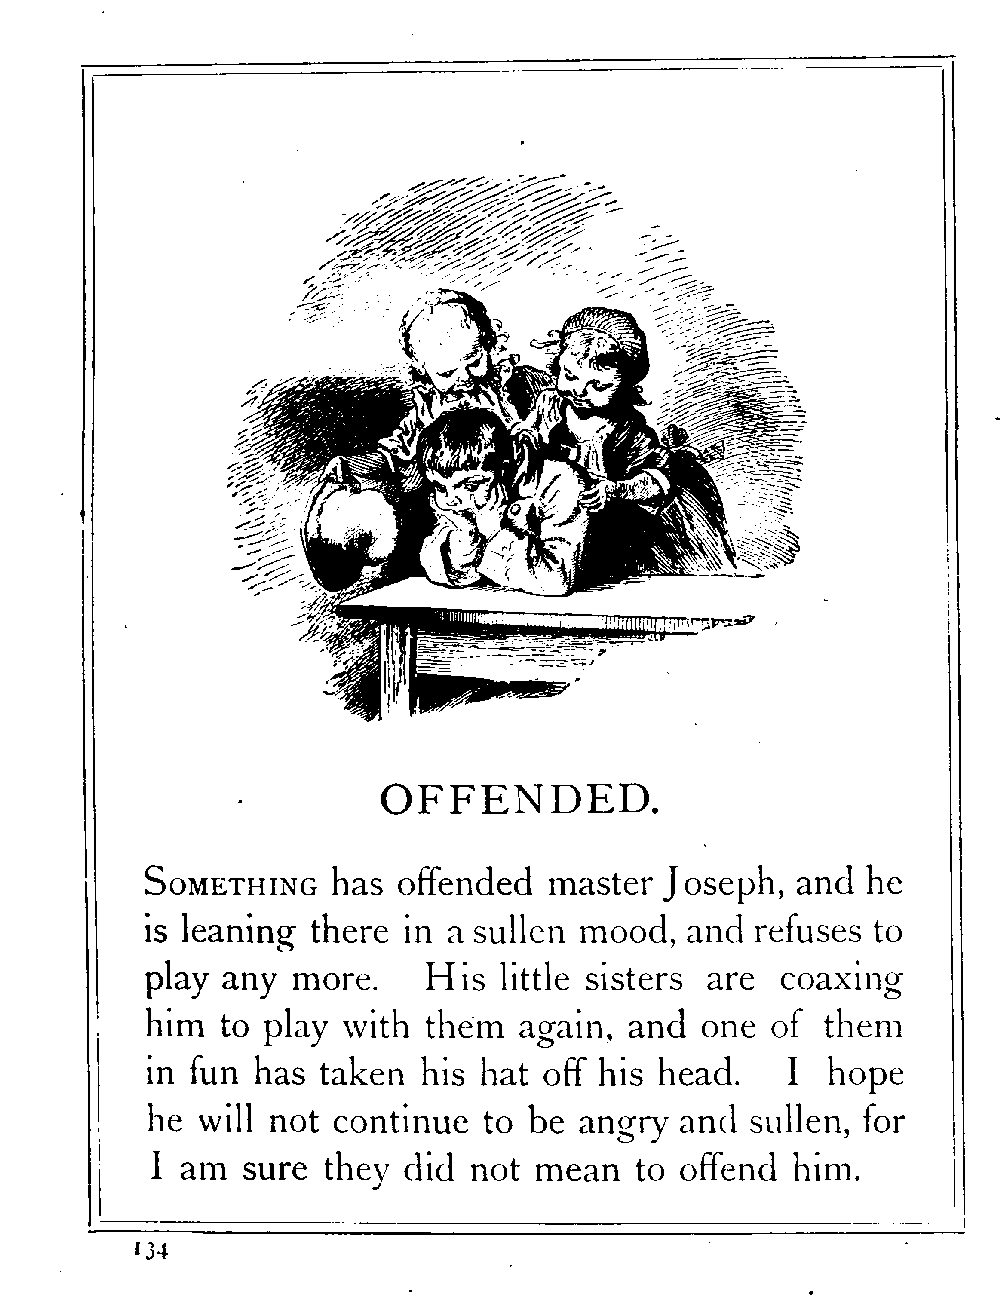 OFFENDED.
SOMETHING has offended master Joseph, and he
is leaning there in a sullen mood, and refuses to
play any more. His little sisters are coaxing
him to play with them again, and one of them
in fun has taken his hat off his head. I hope
he will not continue to be angry and sullen, for
I am sure they did not mean to offend him.
134